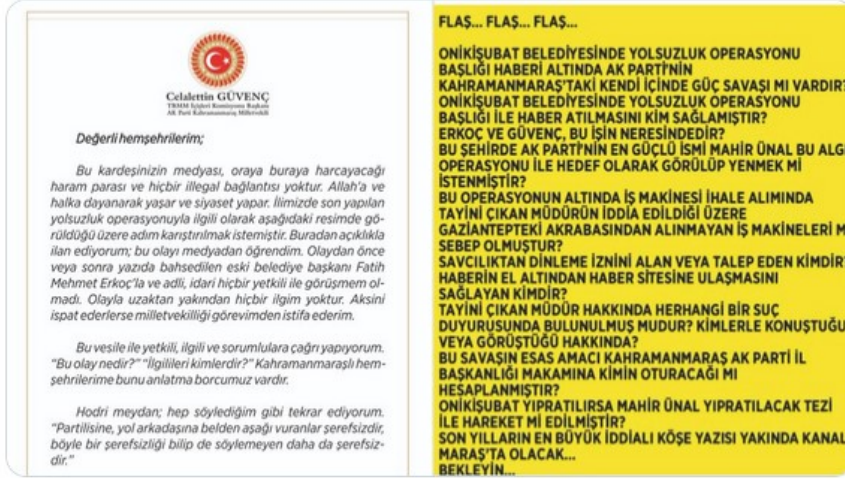 Celalettin GÜVENÇ
TBMM İçişleri Komisyonu Başkanı
AK Parti Kahramanmaraş Milletvekili
Değerli hemşehrilerim;
Bu kardeşinizin medyası, oraya buraya harcayacağı
haram parası ve hiçbir illegal bağlantısı yoktur. Allah'a ve
halka dayanarak yaşar ve siyaset yapar. İlimizde son yapılan
yolsuzluk operasyonuyla ilgili olarak aşağıdaki resimde gö-
rüldüğü üzere adım karıştırılmak istemiştir. Buradan açıklıkla
ilan ediyorum; bu olayı medyadan öğrendim. Olaydan önce
veya sonra yazıda bahsedilen eski belediye başkanı Fatih
Mehmet Erkoç'la ve adli, idari hiçbir yetkili ile görüşmem ol-
madı. Olayla uzaktan yakından hiçbir ilgim yoktur. Aksini
ispat ederlerse milletvekilliği görevimden istifa ederim.
Bu vesile ile yetkili, ilgili ve sorumlulara çağrı yapıyorum.
"Bu olay nedir?" "İlgilileri kimlerdir?" Kahramanmaraşlı hem-
şehrilerime bunu anlatma borcumuz vardır.
Hodri meydan; hep söylediğim gibi tekrar ediyorum.
"Partilisine, yol arkadaşına belden aşağı vuranlar şerefsizdir,
böyle bir şerefsizliği bilip de söylemeyen daha da şerefsiz-
dir."
FLAŞ... FLAŞ... FLAŞ...
ONİKİŞUBAT BELEDİYESİNDE YOLSUZLUK OPERASYONU
BAŞLIĞI HABERİ ALTINDA AK PARTİ'NİN
KAHRAMANMARAŞ'TAKİ KENDİ İÇİNDE GÜÇ SAVAŞI MI VARDIR?
ONİKİŞUBAT BELEDİYESİNDE YOLSUZLUK OPERASYONU
BAŞLIĞI İLE HABER ATILMASINI KİM SAĞLAMIŞTIR?
ERKOÇ VE GÜVENÇ, BU İŞİN NERESİNDEDİR?
BU ŞEHİRDE AK PARTİ'NİN EN GÜÇLÜ İSMİ MAHİR ÜNAL BU ALG
OPERASYONU İLE HEDEF OLARAK GÖRÜLÜP YENMEK Mİ
İSTENMİŞTİR?
BU OPERASYONUN ALTINDA İŞ MAKİNESİ İHALE ALIMINDA
TAYİNİ ÇIKAN MÜDÜRÜN İDDİA EDİLDİĞİ ÜZERE
GAZİANTEPTEKİ AKRABASINDAN ALINMAYAN İŞ MAKİNELERİ M
SEBEP OLMUŞTUR?
SAVCILIKTAN DİNLEME İZNİNİ ALAN VEYA TALEP EDEN KİMDİR?
HABERİN EL ALTINDAN HABER SİTESİNE ULAŞMASINI
SAĞLAYAN KİMDİR?
TAYİNİ ÇIKAN MÜDÜR HAKKINDA HERHANGİ BİR SUÇ
DUYURUSUNDA BULUNULMUŞ MUDUR? KİMLERLE KONUŞTUĞU
VEYA GÖRÜŞTÜĞÜ HAKKINDA?
BU SAVAŞIN ESAS AMACI KAHRAMANMARAŞ AK PARTİ İL
BAŞKANLIĞI MAKAMINA KİMİN OTURACAĞI MI
HESAPLANMIŞTIR?
ONİKİŞUBAT YIPRATILIRSA MAHİR ÜNAL YIPRATILACAK TEZİ
İLE HAREKET Mİ EDİLMİŞTİR?
SON YILLARIN EN BÜYÜK İDDİALI KÖŞE YAZISI YAKINDA KANAL
MARAŞ'TA OLACAK...
BEKLEYİN...